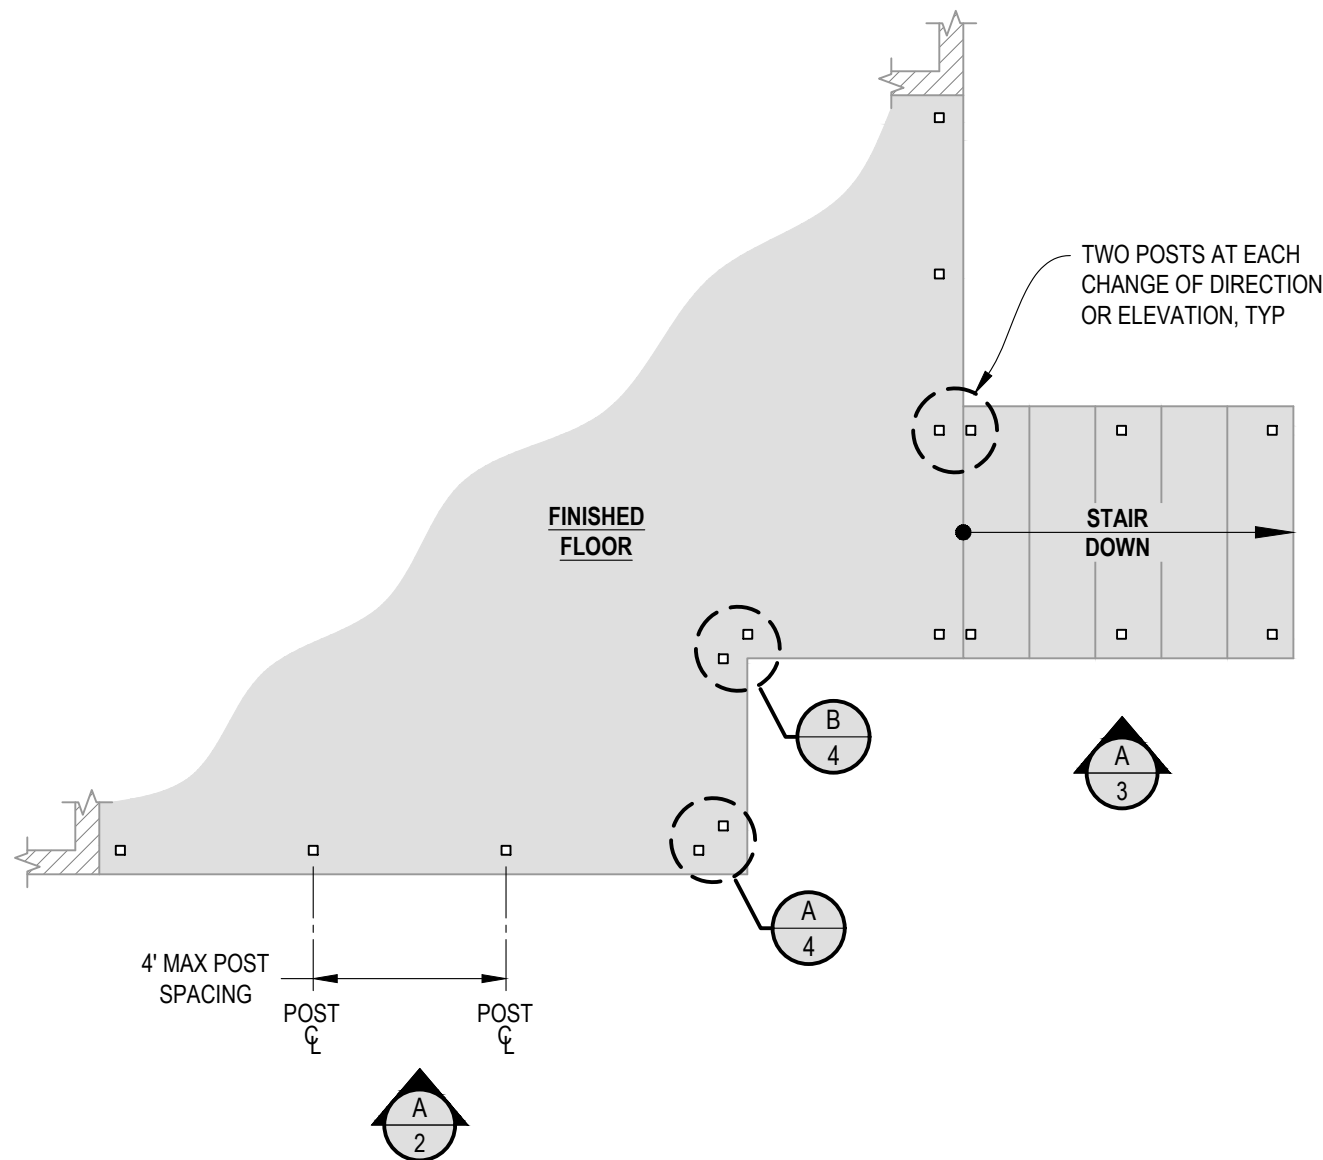 TWO POSTS AT EACH
CHANGE OF DIRECTION
OR ELEVATION, TYP
FINISHED
FLOOR
STAIR
DOWN
B
4
A
3
A
4
4' MAX POST
SPACING
POST
℄
POST
℄
A
2